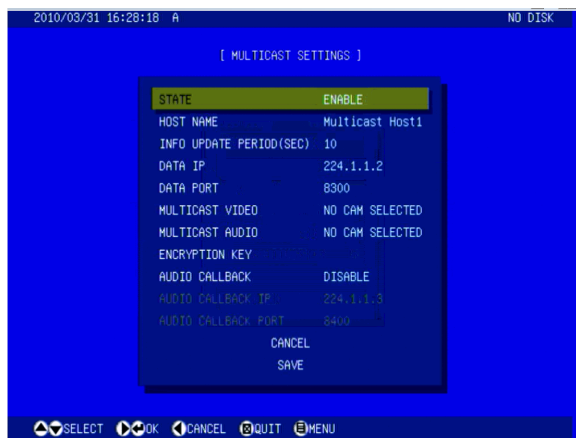 2010/03/31 16:28:18 A NO DISK
[ MULTICAST SETTINGS ]
STATE ENABLE
HOST NAME Multicast Host1
INFO UPDATE PERIOD(SEC) 10
DATA IP 224.1.1.2
DATA PORT 8300
MULTICAST VIDEO NO CAM SELECTED
MULTICAST AUDIO NO CAM SELECTED
ENCRYPTION KEY
AUDIO CALLBACK DISABLE
AUDIO CALLBACK IP 224.1.1.3
AUDIO CALLBACK PORT 8400
CANCEL
SAVE
SELECT OK CANCEL QUIT MENU